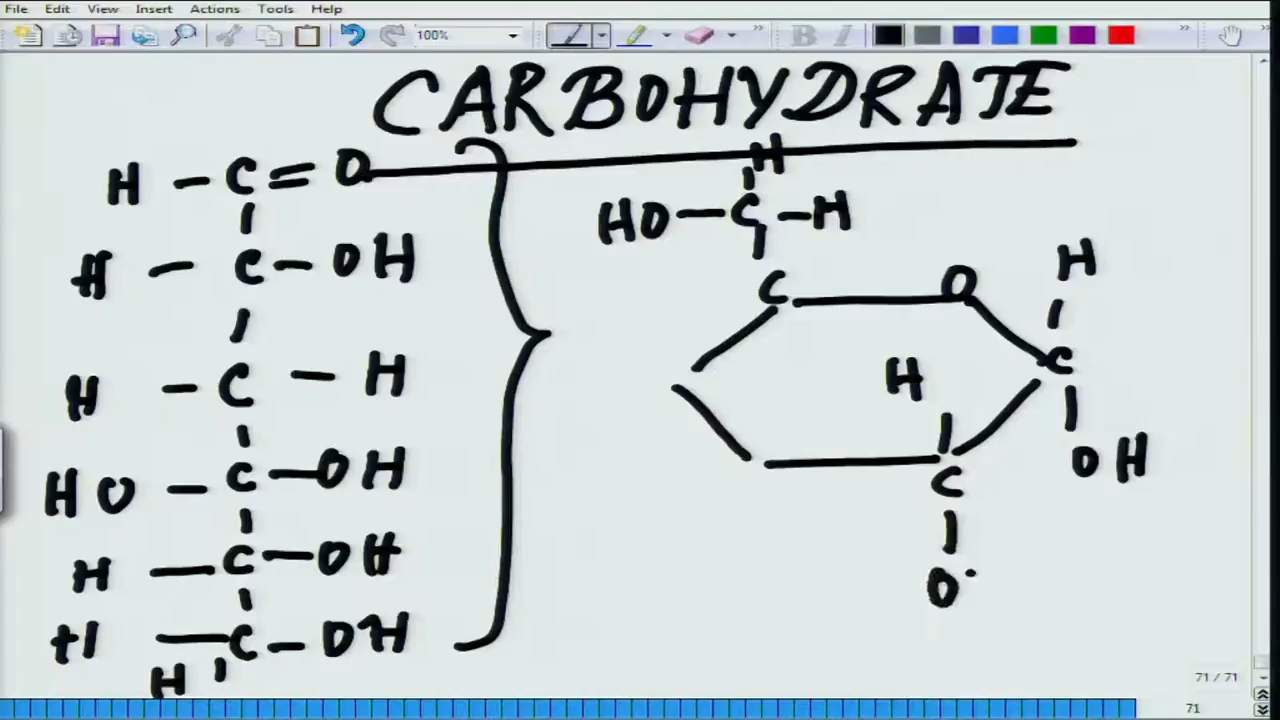 File Edit View Insert Actions Tools Help
100%
CARBOHYDRATE
H - C = O
H - C - OH
H - C - H
HO - C - OH
H - C - OH
H - C - OH
H
H
HO - C - H
C O H
H C
C OH
O
71 / 71
71